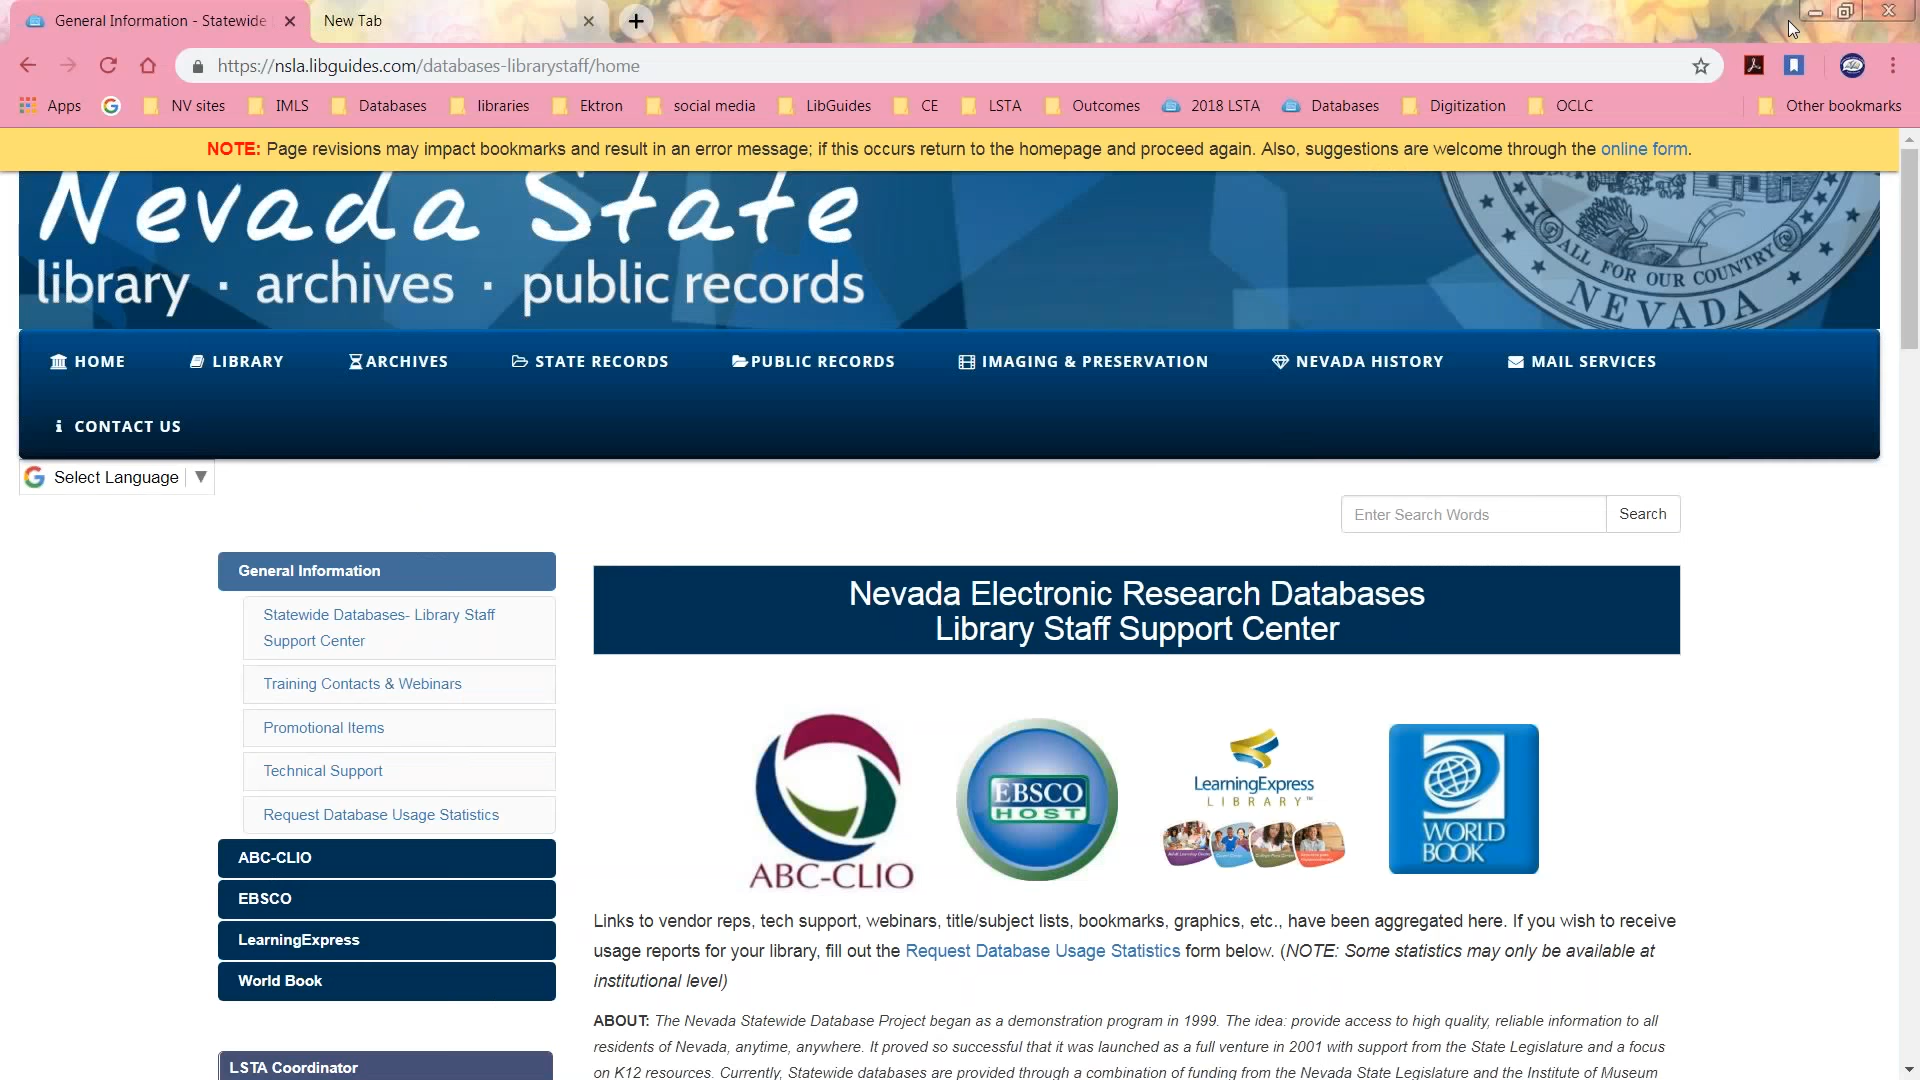 General Information - Statewide
New Tab
https://nsla.libguides.com/databases-librarystaff/home
Apps
NV sites
IMLS
Databases
libraries
Ektron
social media
LibGuides
CE
LSTA
Outcomes
2018 LSTA
Databases
Digitization
OCLC
Other bookmarks
NOTE: Page revisions may impact bookmarks and result in an error message; if this occurs return to the homepage and proceed again. Also, suggestions are welcome through the online form.
Nevada State
library · archives · public records
ALL FOR OUR COUNTRY
NEVADA
HOME
LIBRARY
ARCHIVES
STATE RECORDS
PUBLIC RECORDS
IMAGING & PRESERVATION
NEVADA HISTORY
MAIL SERVICES
CONTACT US
Select Language
Enter Search Words
Search
General Information
Statewide Databases- Library Staff
Support Center
Training Contacts & Webinars
Promotional Items
Technical Support
Request Database Usage Statistics
ABC-CLIO
EBSCO
LearningExpress
World Book
LSTA Coordinator
Nevada Electronic Research Databases
Library Staff Support Center
ABC-CLIO
EBSCO
HOST
LearningExpress
LIBRARY™
WORLD
BOOK
Links to vendor reps, tech support, webinars, title/subject lists, bookmarks, graphics, etc., have been aggregated here. If you wish to receive
usage reports for your library, fill out the Request Database Usage Statistics form below. (NOTE: Some statistics may only be available at
institutional level)
ABOUT: The Nevada Statewide Database Project began as a demonstration program in 1999. The idea: provide access to high quality, reliable information to all
residents of Nevada, anytime, anywhere. It proved so successful that it was launched as a full venture in 2001 with support from the State Legislature and a focus
on K12 resources. Currently, Statewide databases are provided through a combination of funding from the Nevada State Legislature and the Institute of Museum